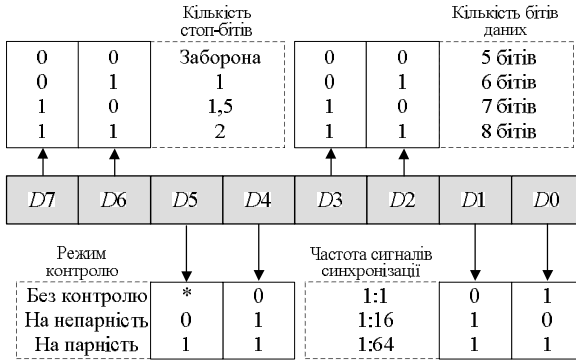 Кількість стоп-бітів
Кількість бітів даних
0 0 Заборона 0 0 5 бітів
0 1 1 0 1 6 бітів
1 0 1,5 1 0 7 бітів
1 1 2 1 1 8 бітів
D7 D6 D5 D4 D3 D2 D1 D0
Режим контролю
Частота сигналів синхронізації
Без контролю * 0 1:1 0 1
На непарність 0 1 1:16 1 0
На парність 1 1 1:64 1 1